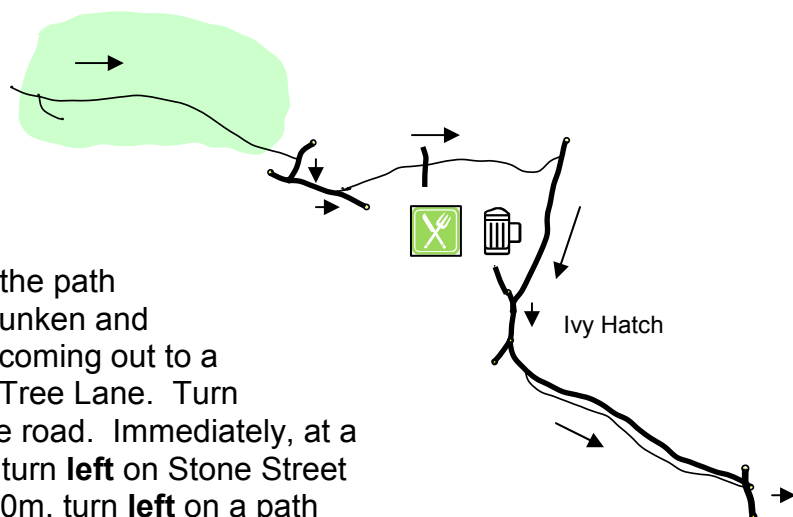 Ivy Hatch
the path
unken and
coming out to a
Tree Lane. Turn
e road. Immediately, at a
turn left on Stone Street
0m, turn left on a path